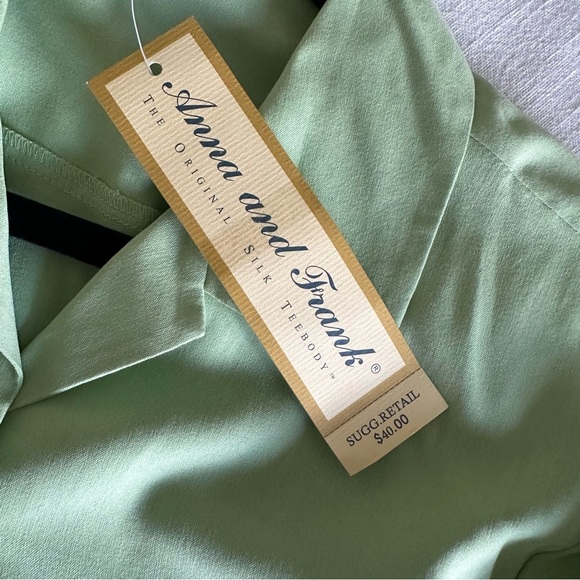 Anna and Frank®
THE ORIGINAL SILK TEEBODY™
SUGG.RETAIL
$40.00